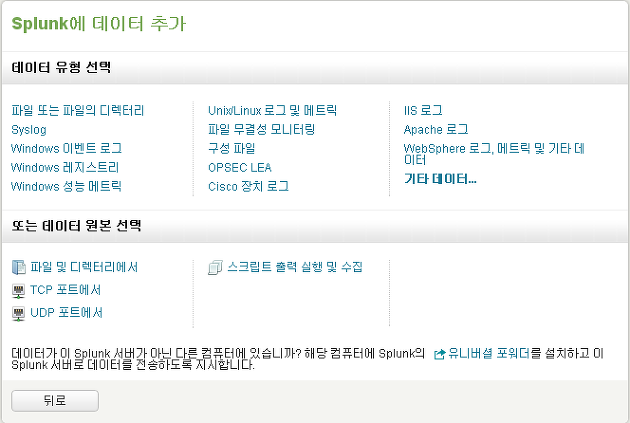 Splunk에 데이터 추가
데이터 유형 선택
파일 또는 파일의 디렉터리
Syslog
Windows 이벤트 로그
Windows 레지스트리
Windows 성능 메트릭
Unix/Linux 로그 및 메트릭
파일 무결성 모니터링
구성 파일
OPSEC LEA
Cisco 장치 로그
IIS 로그
Apache 로그
WebSphere 로그, 메트릭 및 기타 데
이터
기타 데이터...
또는 데이터 원본 선택
파일 및 디렉터리에서
TCP 포트에서
UDP 포트에서
스크립트 출력 실행 및 수집
데이터가 이 Splunk 서버가 아닌 다른 컴퓨터에 있습니까? 해당 컴퓨터에 Splunk의 유니버설 포워더를 설치하고 이
Splunk 서버로 데이터를 전송하도록 지시합니다.
뒤로